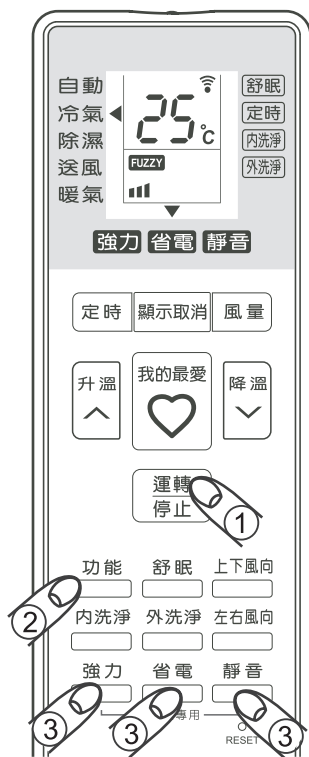 自動
冷氣
除濕
送風
暖氣
25℃
FUZZY
舒眠
定時
內洗淨
外洗淨
強力 省電 靜音
定時 顯示取消 風量
升溫 我的最愛 降溫
運轉
停止
①
功能 舒眠 上下風向
②
內洗淨 外洗淨 左右風向
強力 省電 靜音
③ ③ ③
專用
RESET